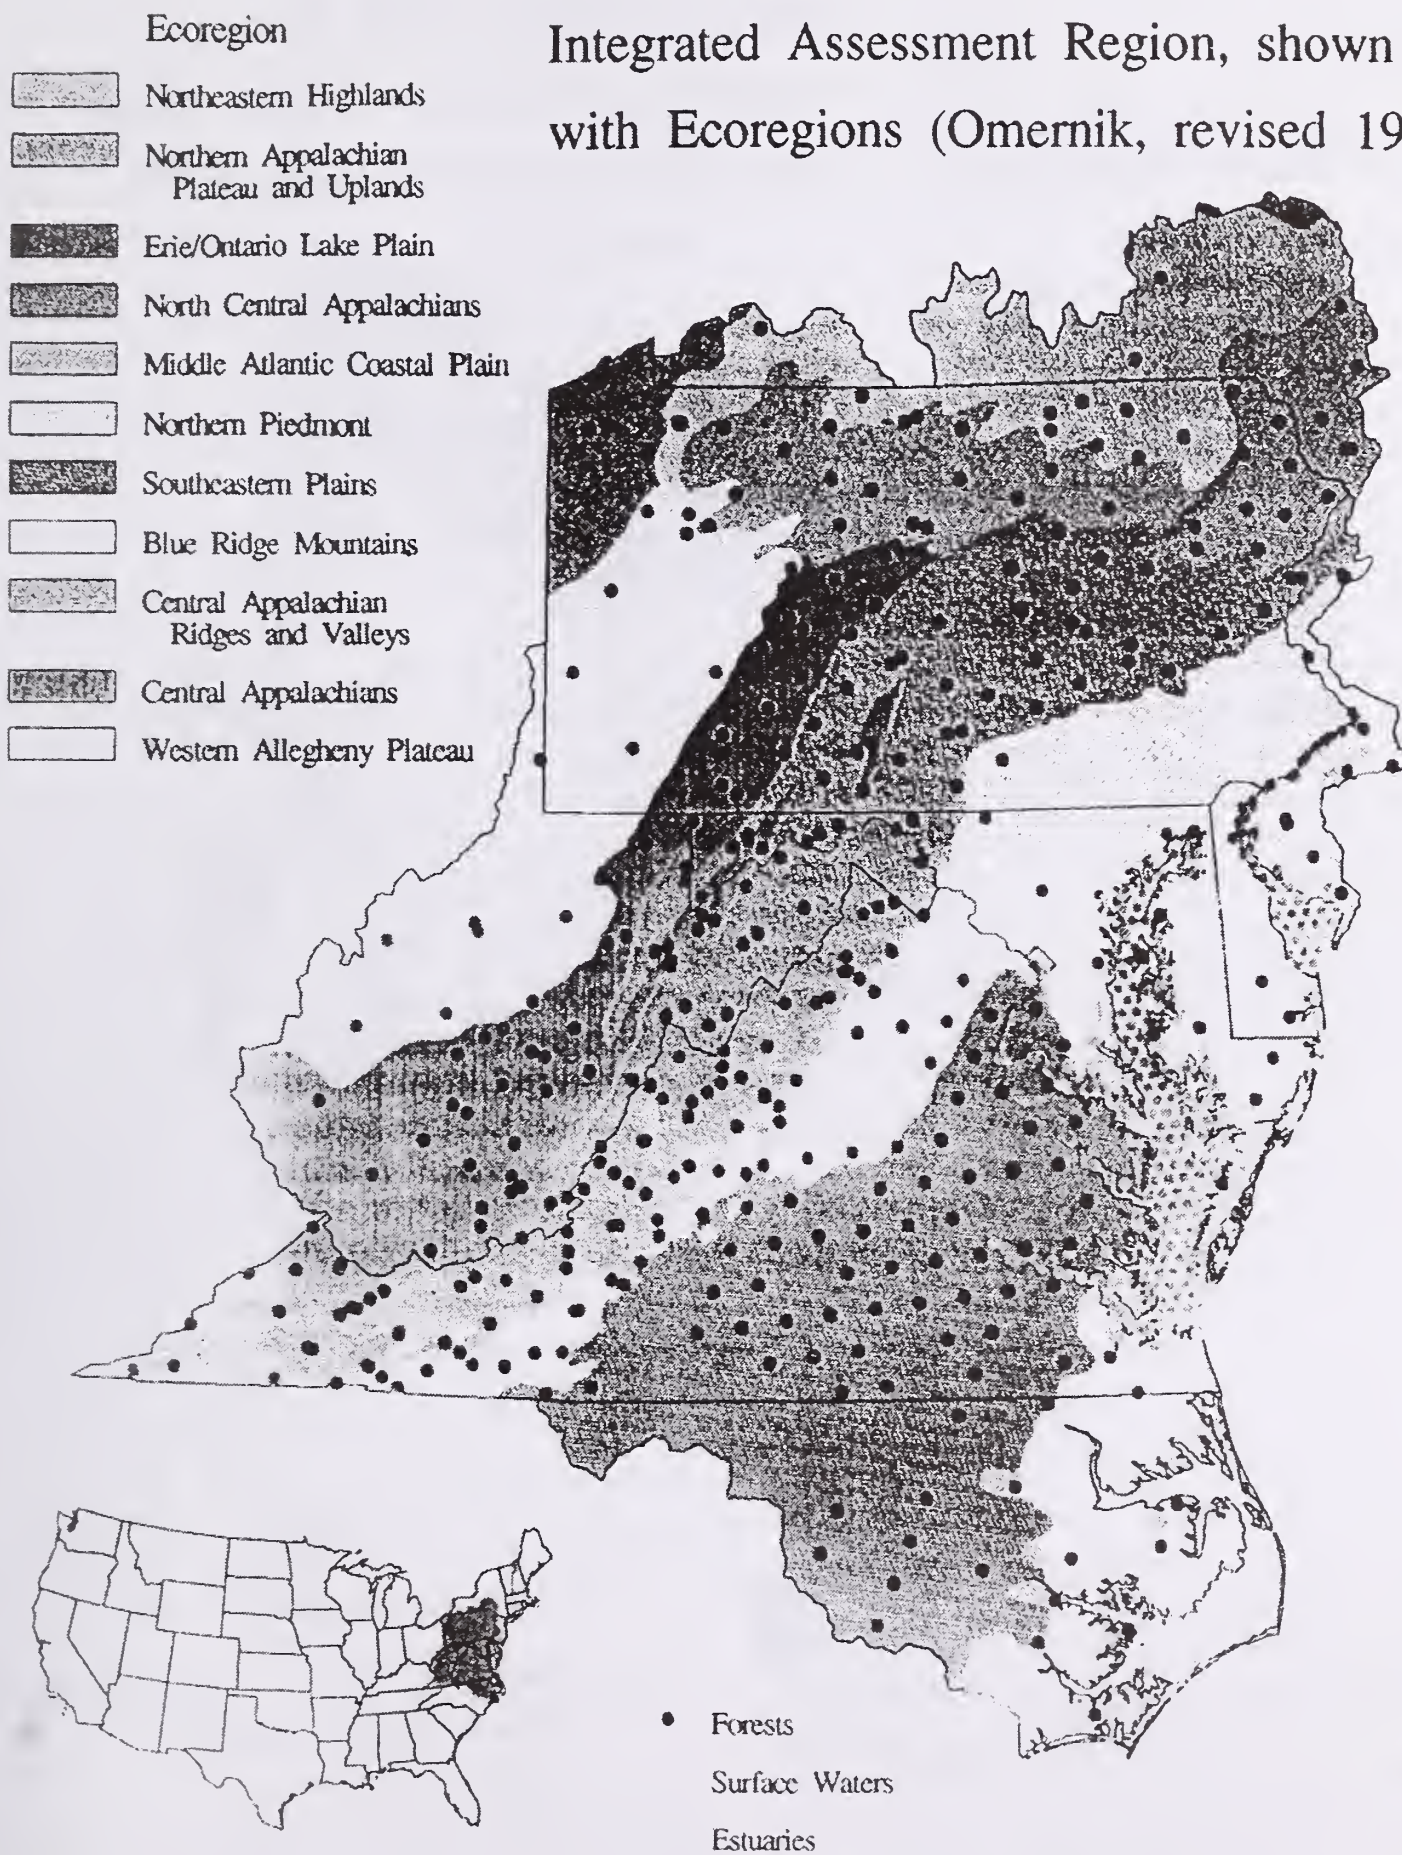 Ecoregion
Northeastern Highlands
Northern Appalachian
Plateau and Uplands
Erie/Ontario Lake Plain
North Central Appalachians
Middle Atlantic Coastal Plain
Northern Piedmont
Southeastern Plains
Blue Ridge Mountains
Central Appalachian
Ridges and Valleys
Central Appalachians
Western Allegheny Plateau
Integrated Assessment Region, shown
with Ecoregions (Omernik, revised 19
Forests
Surface Waters
Estuaries